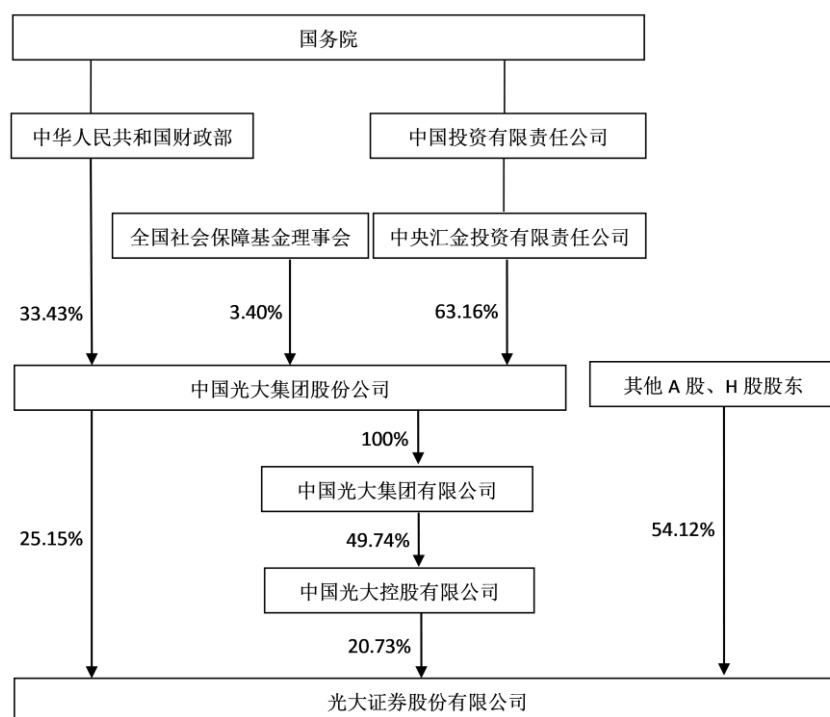 国务院
中华人民共和国财政部
中国投资有限责任公司
全国社会保障基金理事会
中央汇金投资有限责任公司
33.43%
3.40%
63.16%
中国光大集团股份公司
其他 A 股、H 股股东
100%
中国光大集团有限公司
25.15%
49.74%
54.12%
中国光大控股有限公司
20.73%
光大证券股份有限公司